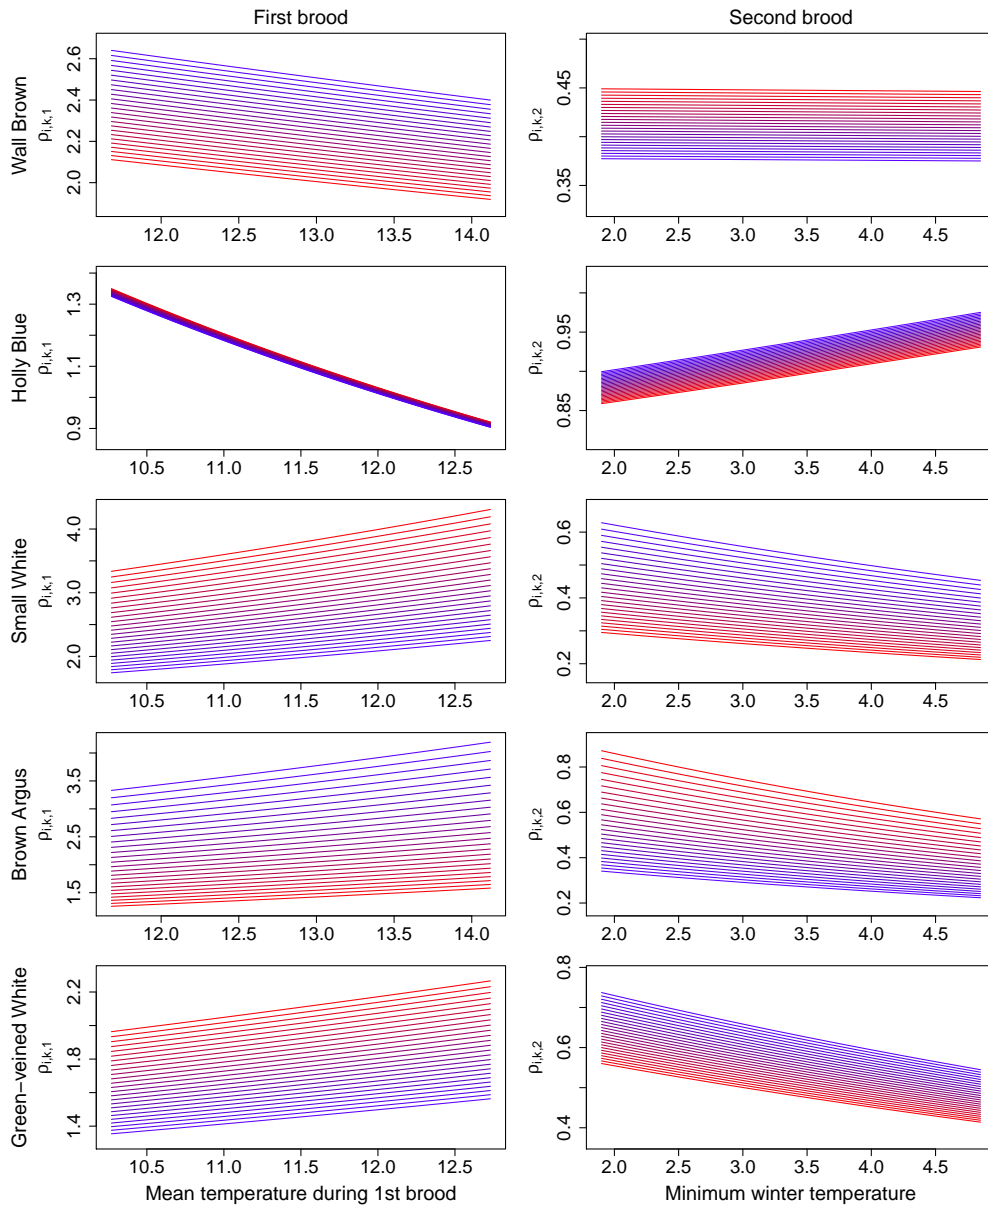 First brood Second brood
Wall Brown
ρi,k,1
2.0 2.2 2.4 2.6
12.0 12.5 13.0 13.5 14.0
ρi,k,2
0.35 0.45
2.0 2.5 3.0 3.5 4.0 4.5
Holly Blue
ρi,k,1
0.9 1.1 1.3
10.5 11.0 11.5 12.0 12.5
ρi,k,2
0.85 0.95
2.0 2.5 3.0 3.5 4.0 4.5
Small White
ρi,k,1
2.0 3.0 4.0
10.5 11.0 11.5 12.0 12.5
ρi,k,2
0.2 0.4 0.6
2.0 2.5 3.0 3.5 4.0 4.5
Brown Argus
ρi,k,1
1.5 2.5 3.5
12.0 12.5 13.0 13.5 14.0
ρi,k,2
0.2 0.4 0.6 0.8
2.0 2.5 3.0 3.5 4.0 4.5
Green−veined White
ρi,k,1
1.4 1.8 2.2
10.5 11.0 11.5 12.0 12.5
Mean temperature during 1st brood
ρi,k,2
0.4 0.6 0.8
2.0 2.5 3.0 3.5 4.0 4.5
Minimum winter temperature